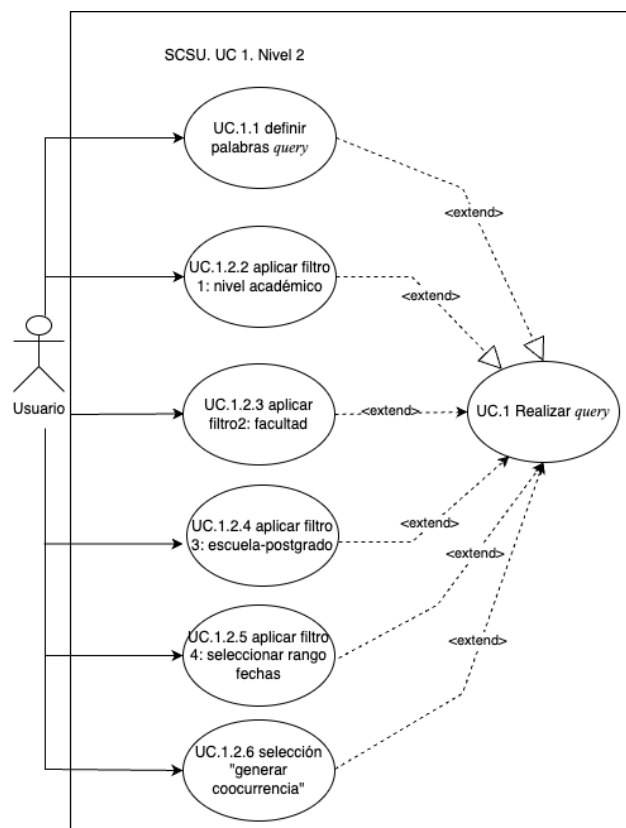 SCSU. UC 1. Nivel 2
UC.1.1 definir
palabras query
<extend>
UC.1.2.2 aplicar filtro
1: nivel académico
<extend>
Usuario
UC.1.2.3 aplicar
filtro2: facultad
<extend>
UC.1 Realizar query
UC.1.2.4 aplicar filtro
3: escuela-postgrado
<extend>
<extend>
UC.1.2.5 aplicar filtro
4: seleccionar rango
fechas
<extend>
UC.1.2.6 selección
"generar
coocurrencia"